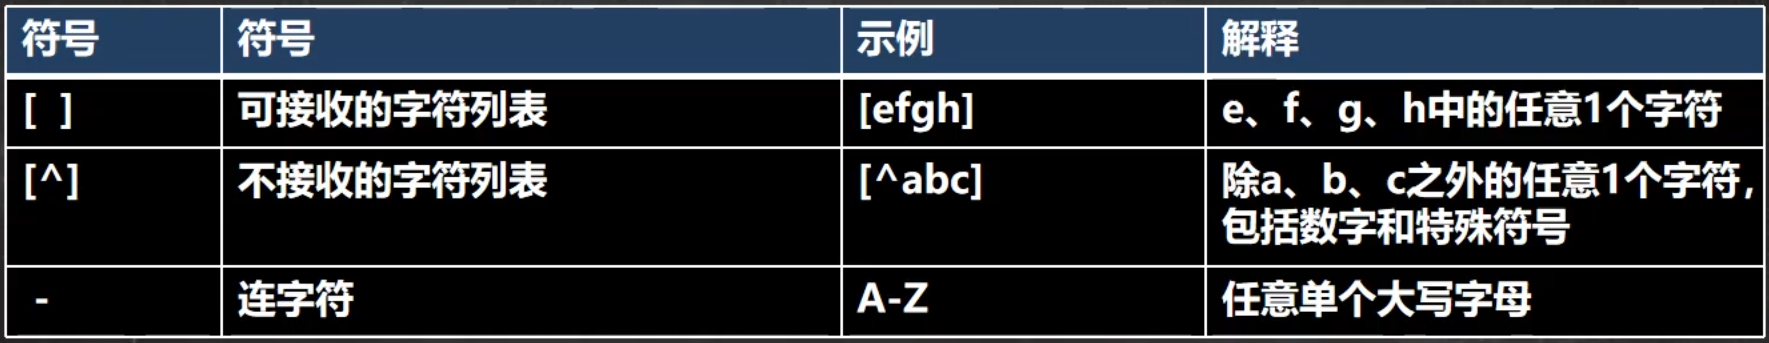 符号 符号 示例 解释
[ ] 可接收的字符列表 [efgh] e、f、g、h中的任意1个字符
[^] 不接收的字符列表 [^abc] 除a、b、c之外的任意1个字符，
包括数字和特殊符号
- 连字符 A-Z 任意单个大写字母